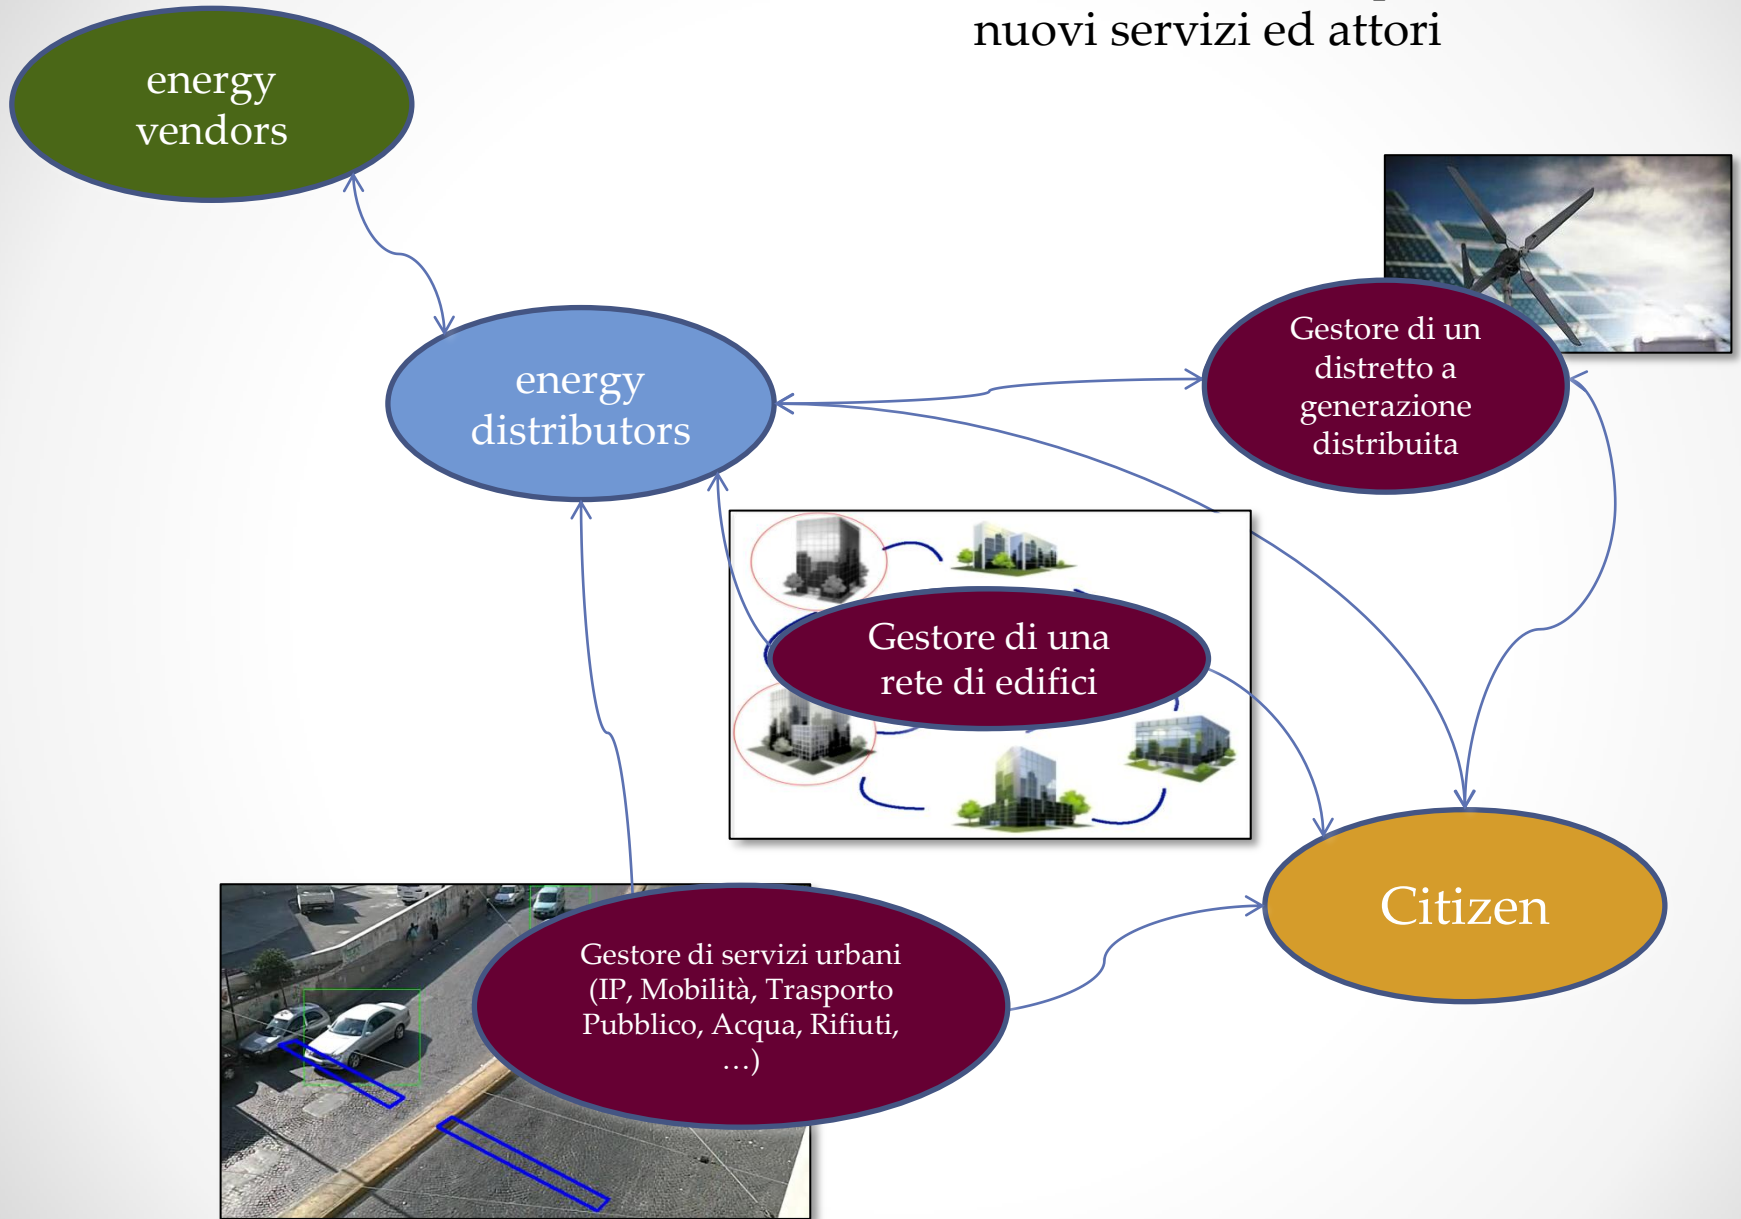 nuovi servizi ed attori
energy
vendors
energy
distributors
Gestore di un
distretto a
generazione
distribuita
Gestore di una
rete di edifici
Citizen
Gestore di servizi urbani
(IP, Mobilità, Trasporto
Pubblico, Acqua, Rifiuti,
…)